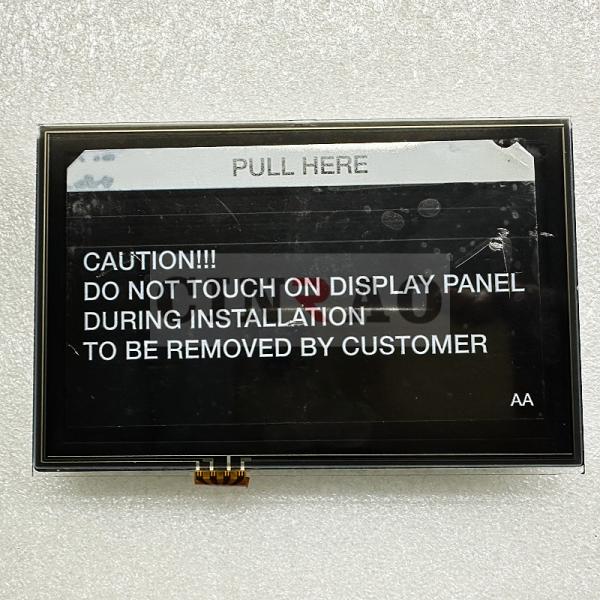 PULL HERE
CAUTION!!!
DO NOT TOUCH ON DISPLAY PANEL
DURING INSTALLATION
TO BE REMOVED BY CUSTOMER
AA